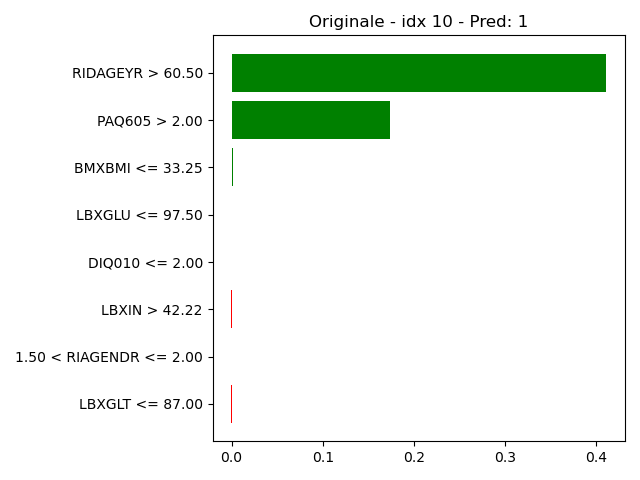 Originale - idx 10 - Pred: 1
RIDAGEYR > 60.50
PAQ605 > 2.00
BMXBMI <= 33.25
LBXGLU <= 97.50
DIQ010 <= 2.00
LBXIN > 42.22
1.50 < RIAGENDR <= 2.00
LBXGLT <= 87.00
0.0 0.1 0.2 0.3 0.4